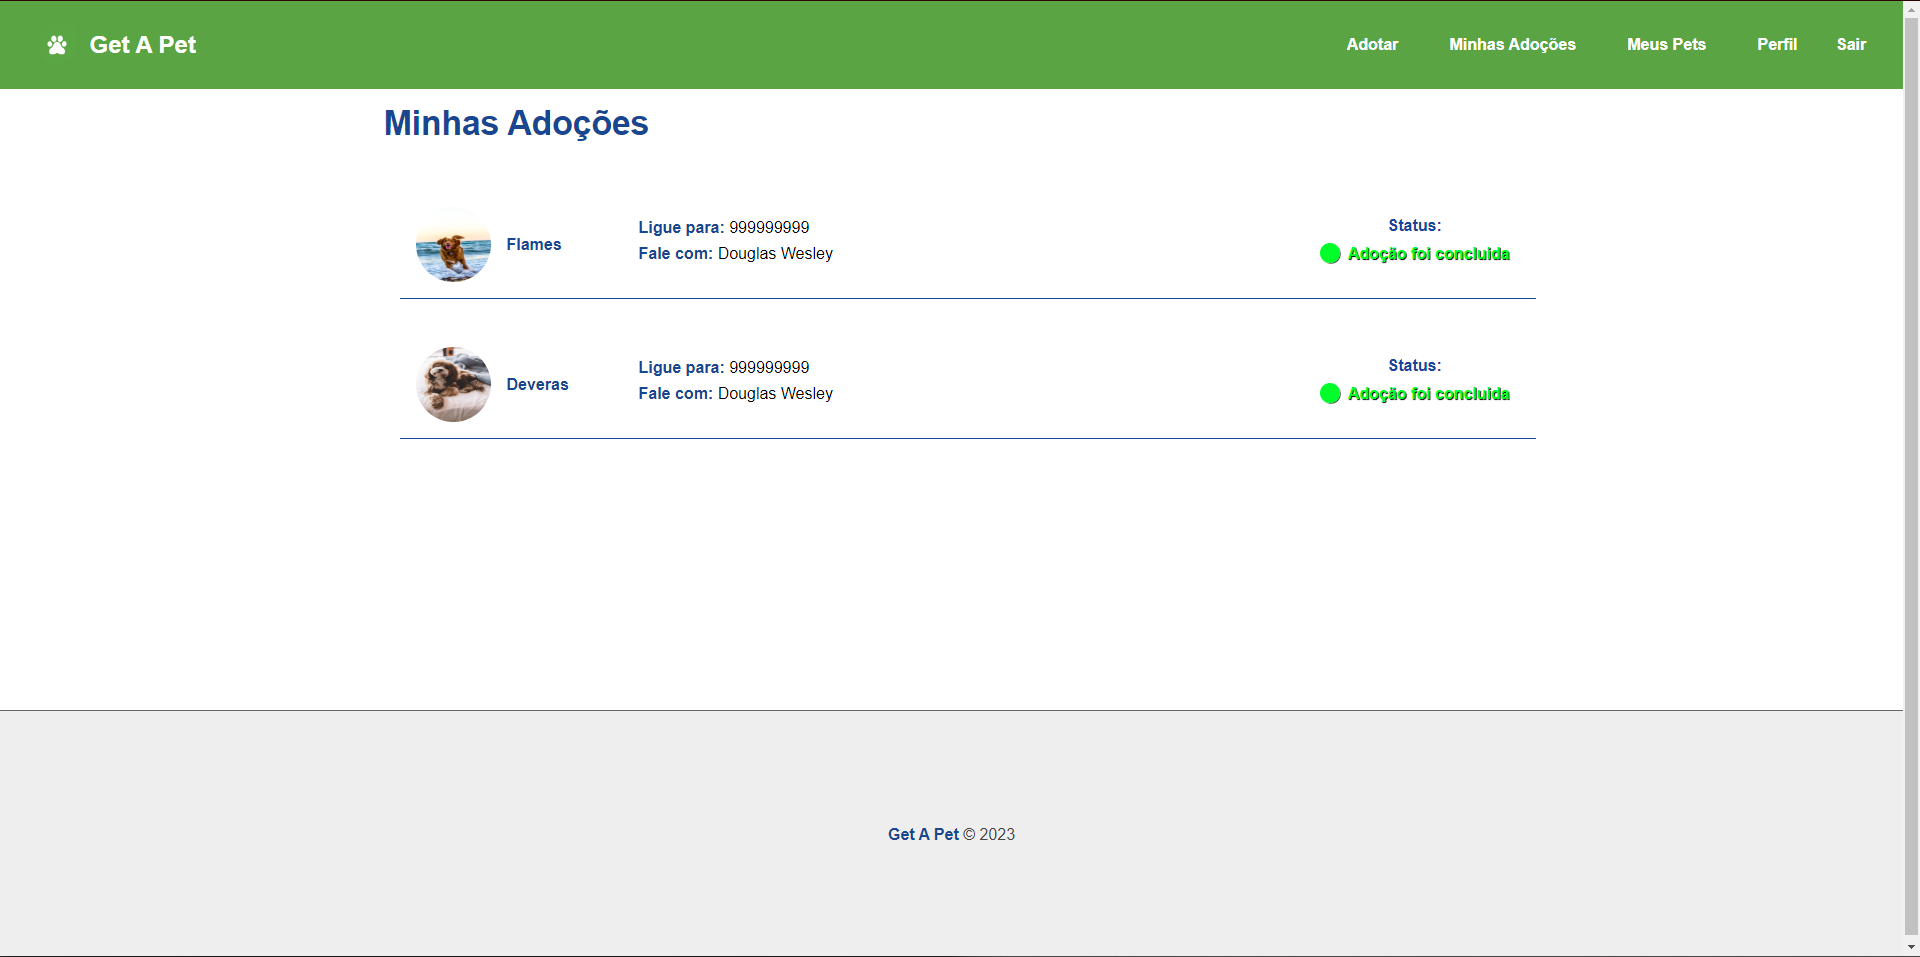 Get A Pet
Adotar
Minhas Adoções
Meus Pets
Perfil
Sair
Minhas Adoções
Flames
Ligue para: 999999999
Fale com: Douglas Wesley
Status:
Adoção foi concluida
Deveras
Ligue para: 999999999
Fale com: Douglas Wesley
Status:
Adoção foi concluida
Get A Pet © 2023